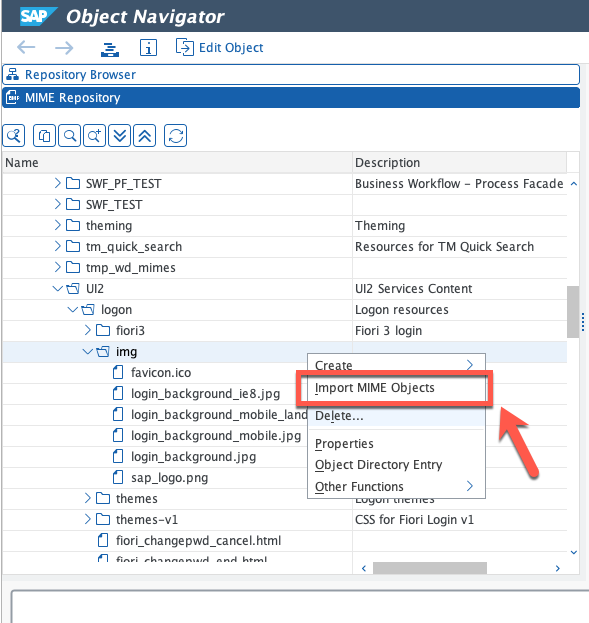 SAP Object Navigator
Edit Object
Repository Browser
BMP MIME Repository
Name Description
SWF_PF_TEST Business Workflow – Process Facade
SWF_TEST
theming Theming
tm_quick_search Resources for TM Quick Search
tmp_wd_mimes
UI2 UI2 Services Content
logon Logon resources
fiori3 Fiori 3 login
img
favicon.ico
login_background_ie8.jpg
login_background_mobile_land
login_background_mobile.jpg
login_background.jpg
sap_logo.png
Create
Import MIME Objects
Delete...
Properties
Object Directory Entry
Other Functions
themes Logon themes
themes-v1 CSS for Fiori Login v1
fiori_changepwd_cancel.html
fiori_changepwd_end.html